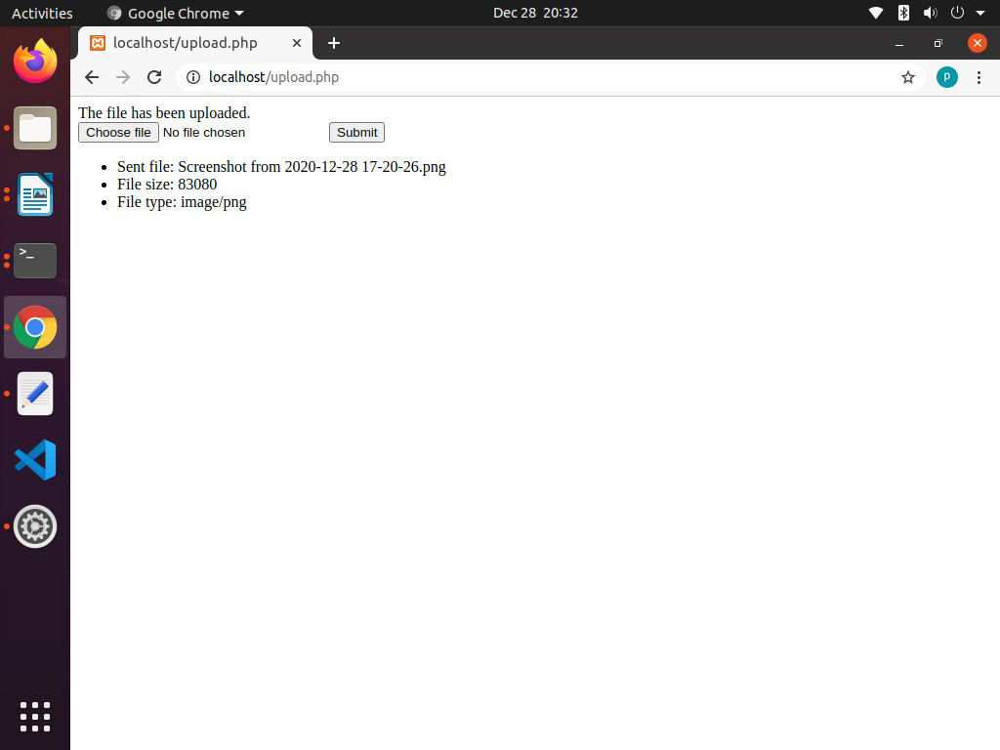 Activities Google Chrome Dec 28 20:32
localhost/upload.php
localhost/upload.php P
The file has been uploaded.
Choose file No file chosen Submit
• Sent file: Screenshot from 2020-12-28 17-20-26.png
• File size: 83080
• File type: image/png
>_